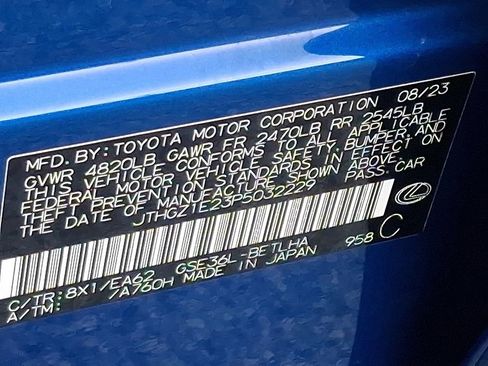 MFD. BY: TOYOTA MOTOR CORPORATION 08/23
GVWR 4820LB GAWR FR 2470LB RR 2545LB
THIS VEHICLE CONFORMS TO ALL APPLICABLE
FEDERAL MOTOR VEHICLE SAFETY, BUMPER, AND
THEFT PREVENTION STANDARDS IN EFFECT ON
THE DATE OF MANUFACTURE SHOWN ABOVE.
JTHGZ1E23P5032229 PASS. CAR
C
958
C/TR: 8X1/EA62 GSE36L-BETLHA
A/TM: /A760H MADE IN JAPAN